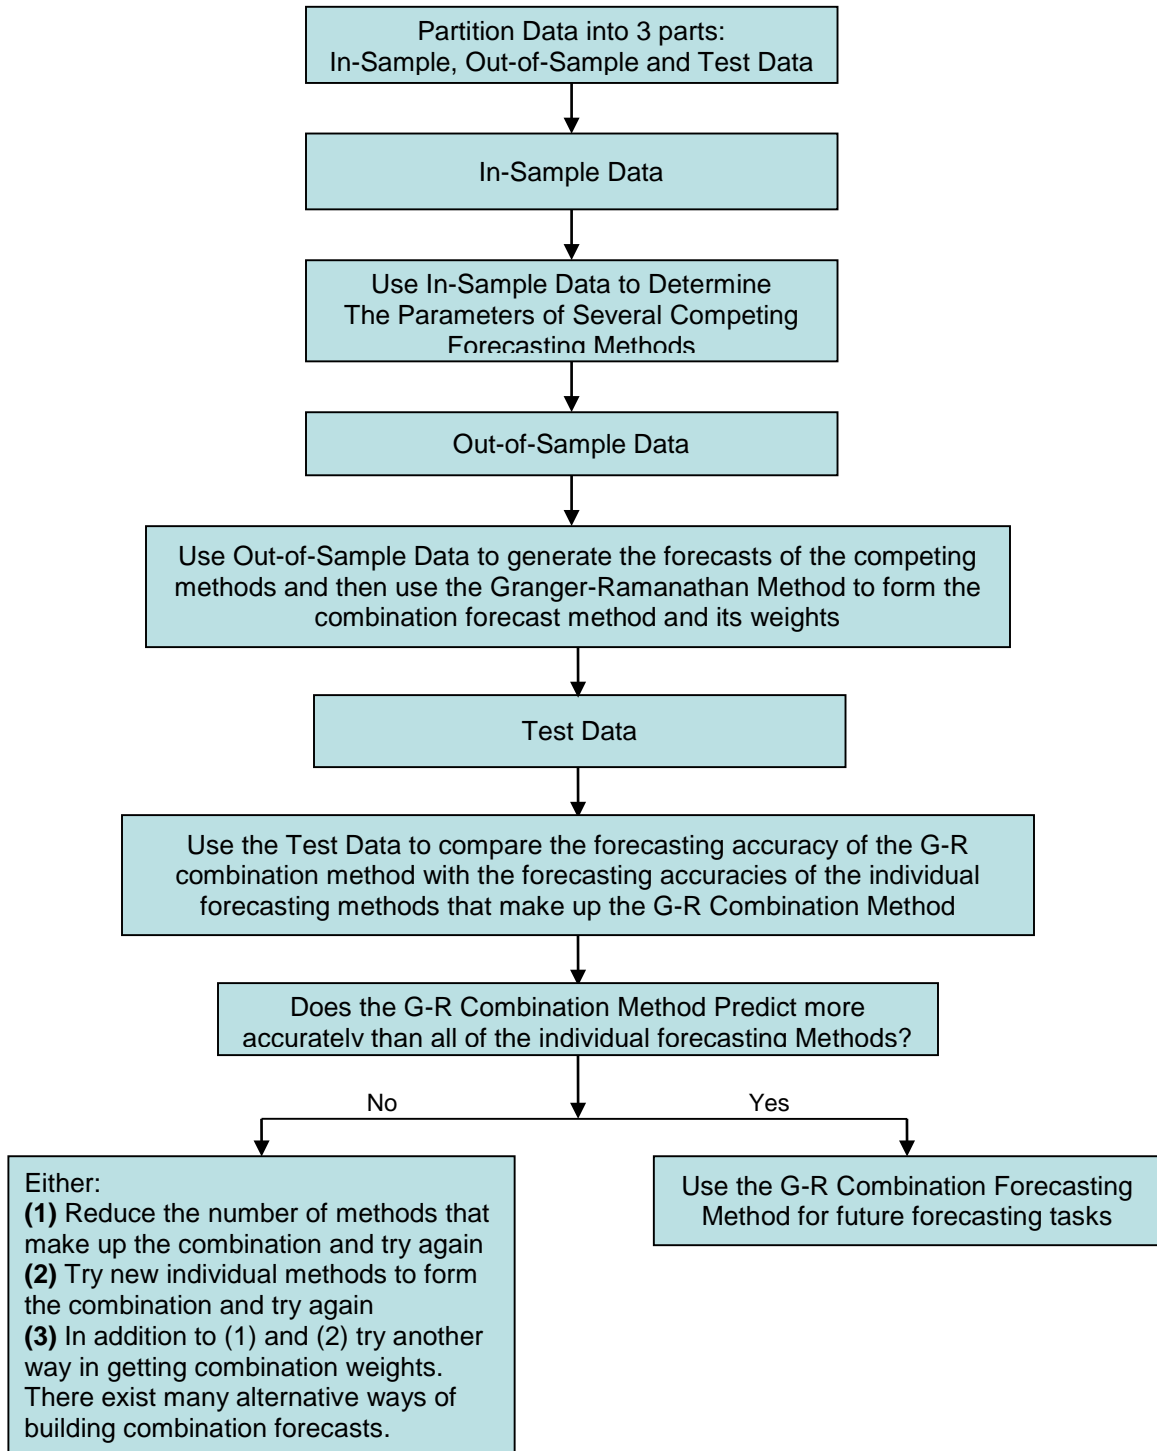 Partition Data into 3 parts:
In-Sample, Out-of-Sample and Test Data
In-Sample Data
Use In-Sample Data to Determine
The Parameters of Several Competing
Forecasting Methods
Out-of-Sample Data
Use Out-of-Sample Data to generate the forecasts of the competing
methods and then use the Granger-Ramanathan Method to form the
combination forecast method and its weights
Test Data
Use the Test Data to compare the forecasting accuracy of the G-R
combination method with the forecasting accuracies of the individual
forecasting methods that make up the G-R Combination Method
Does the G-R Combination Method Predict more
accurately than all of the individual forecasting Methods?
No
Yes
Either:
(1) Reduce the number of methods that
make up the combination and try again
(2) Try new individual methods to form
the combination and try again
(3) In addition to (1) and (2) try another
way in getting combination weights.
There exist many alternative ways of
building combination forecasts.
Use the G-R Combination Forecasting
Method for future forecasting tasks